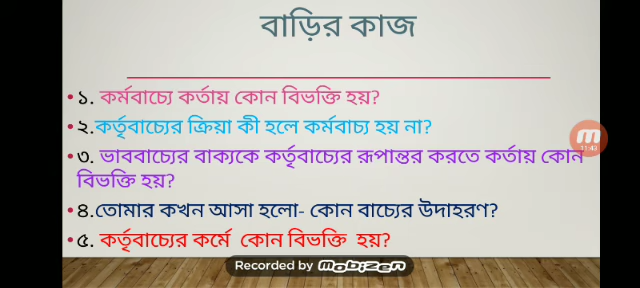 বাড়ির কাজ
•১. কর্মবাচ্যে কর্তায় কোন বিভক্তি হয়?
•২.কর্তৃবাচ্যের ক্রিয়া কী হলে কর্মবাচ্য হয় না?
•৩. ভাববাচ্যের বাক্যকে কর্তৃবাচ্যের রূপান্তর করতে কর্তায় কোন
বিভক্তি হয়?
•৪.তোমার কখন আসা হলো- কোন বাচ্যের উদাহরণ?
•৫. কর্তৃবাচ্যের কর্মে কোন বিভক্তি হয়?
Recorded by mobizen